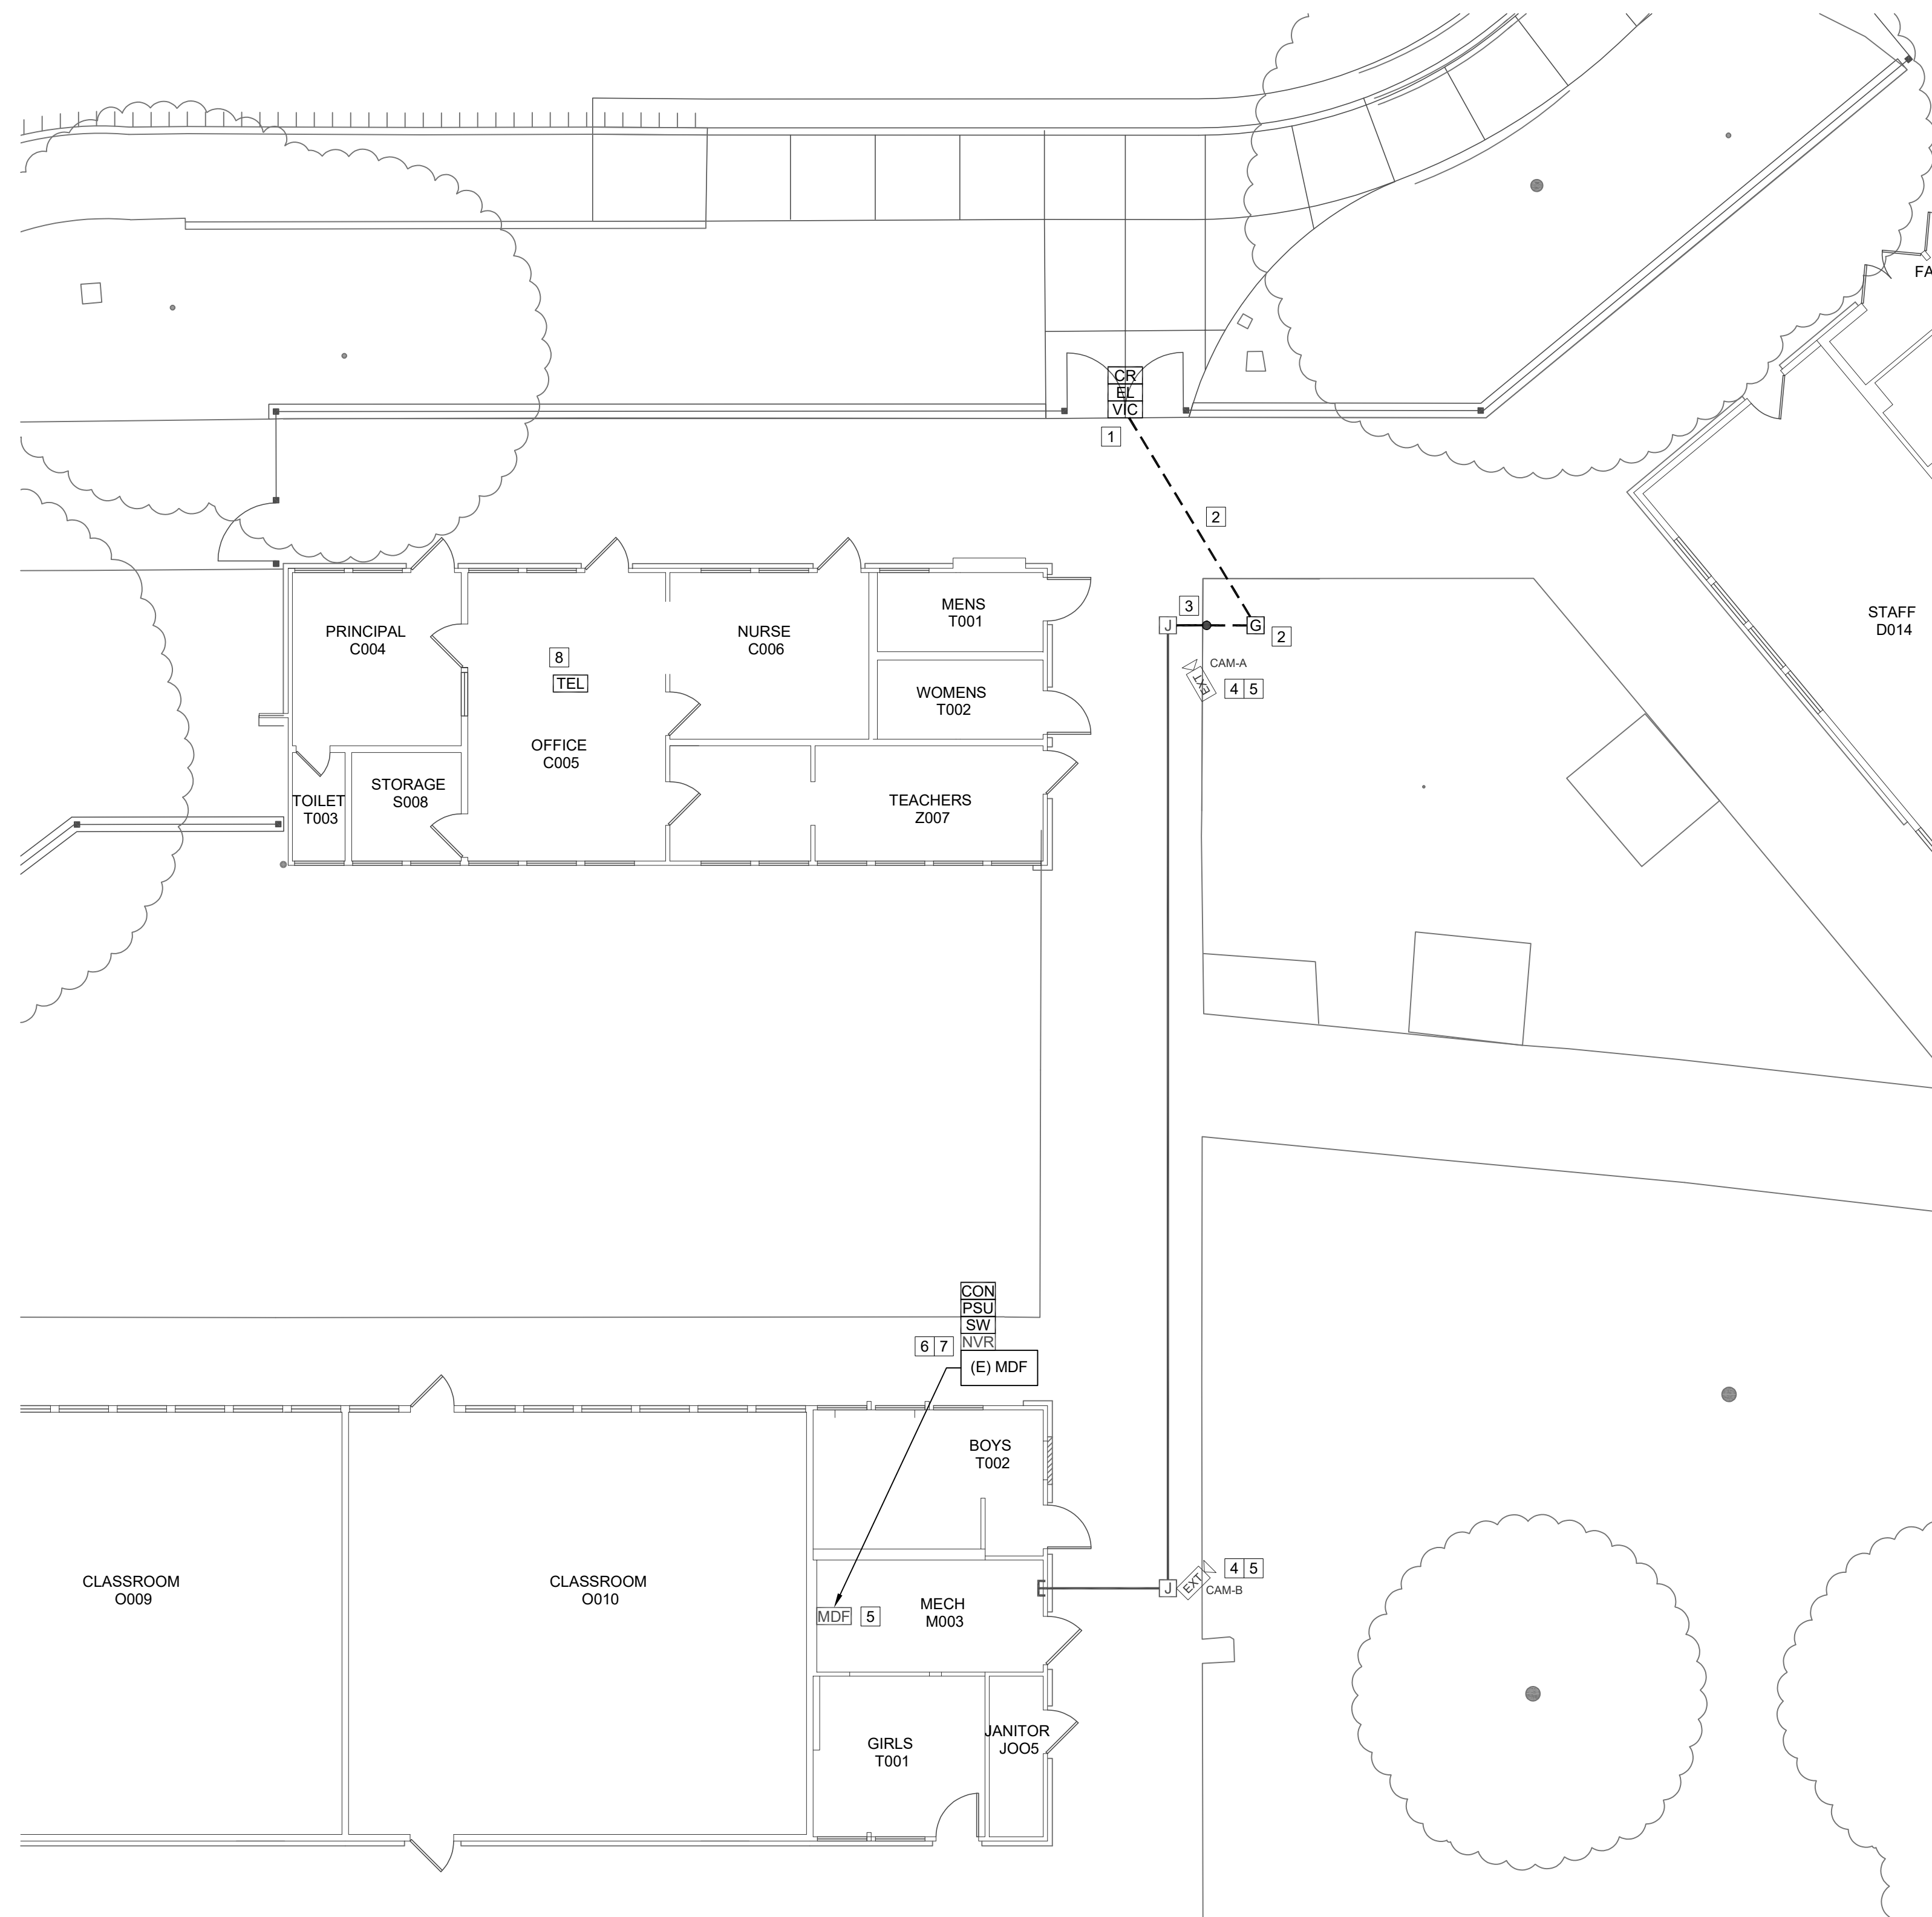 FA
CR
EL
VIC
1
2
STAFF
D014
MENS
T001
3
J
G
2
PRINCIPAL
C004
NURSE
C006
8
TEL
CAM-A
EXT
4 5
WOMENS
T002
OFFICE
C005
STORAGE
S008
TOILET
T003
TEACHERS
Z007
CON
PSU
SW
NVR
6 7
(E) MDF
BOYS
T002
CLASSROOM
O009
CLASSROOM
O010
4 5
J
EXT
CAM-B
MECH
M003
MDF
5
JANITOR
JOO5
GIRLS
T001